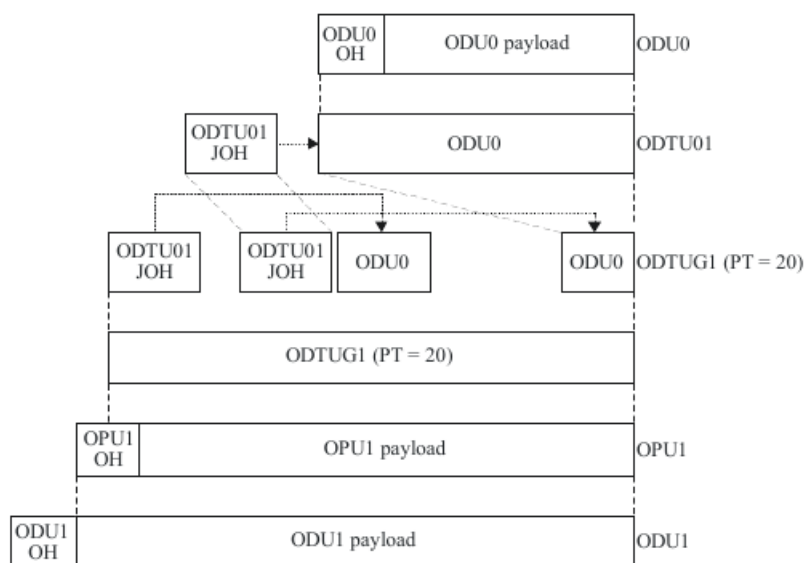 ODU0
OH
ODU0 payload
ODU0
ODTU01
JOH
ODU0
ODTU01
ODTU01
JOH
ODTU01
JOH
ODU0
ODU0
ODTUG1 (PT = 20)
ODTUG1 (PT = 20)
OPU1
OH
OPU1 payload
OPU1
ODU1
OH
ODU1 payload
ODU1